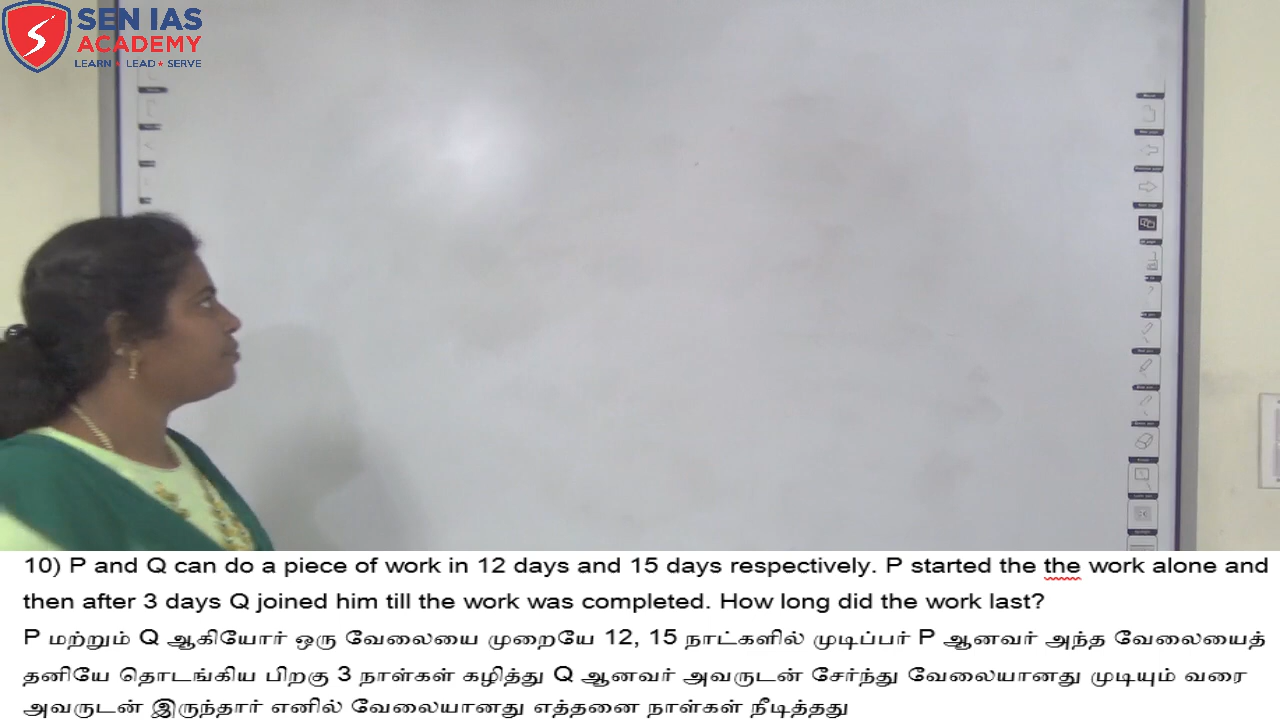 SEN IAS
ACADEMY
LEARN ★ LEAD ★ SERVE
10) P and Q can do a piece of work in 12 days and 15 days respectively. P started the the work alone and
then after 3 days Q joined him till the work was completed. How long did the work last?
P மற்றும் Q ஆகியோர் ஒரு வேலையை முறையே 12, 15 நாட்களில் முடிப்பர் P ஆனவர் அந்த வேலையைத்
தனியே தொடங்கிய பிறகு 3 நாள்கள் கழித்து Q ஆனவர் அவருடன் சேர்ந்து வேலையானது முடியும் வரை
அவருடன் இருந்தார் எனில் வேலையானது எத்தனை நாள்கள் நீடித்தது